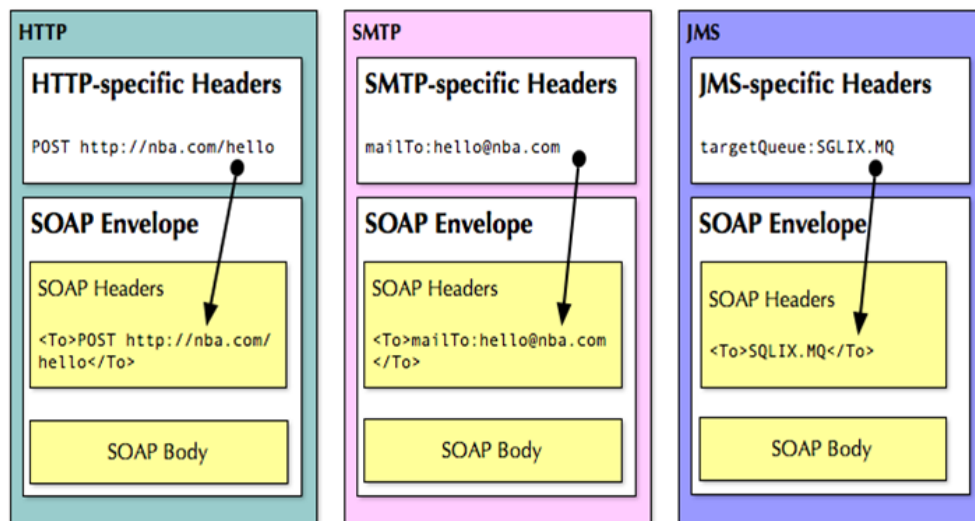 HTTP
HTTP-specific Headers
POST http://nba.com/hello
SOAP Envelope
SOAP Headers
<To>POST http://nba.com/
hello</To>
SOAP Body
SMTP
SMTP-specific Headers
mailTo:hello@nba.com
SOAP Envelope
SOAP Headers
<To>mailTo:hello@nba.com
</To>
SOAP Body
JMS
JMS-specific Headers
targetQueue:SGLIX.MQ
SOAP Envelope
SOAP Headers
<To>SQLIX.MQ</To>
SOAP Body